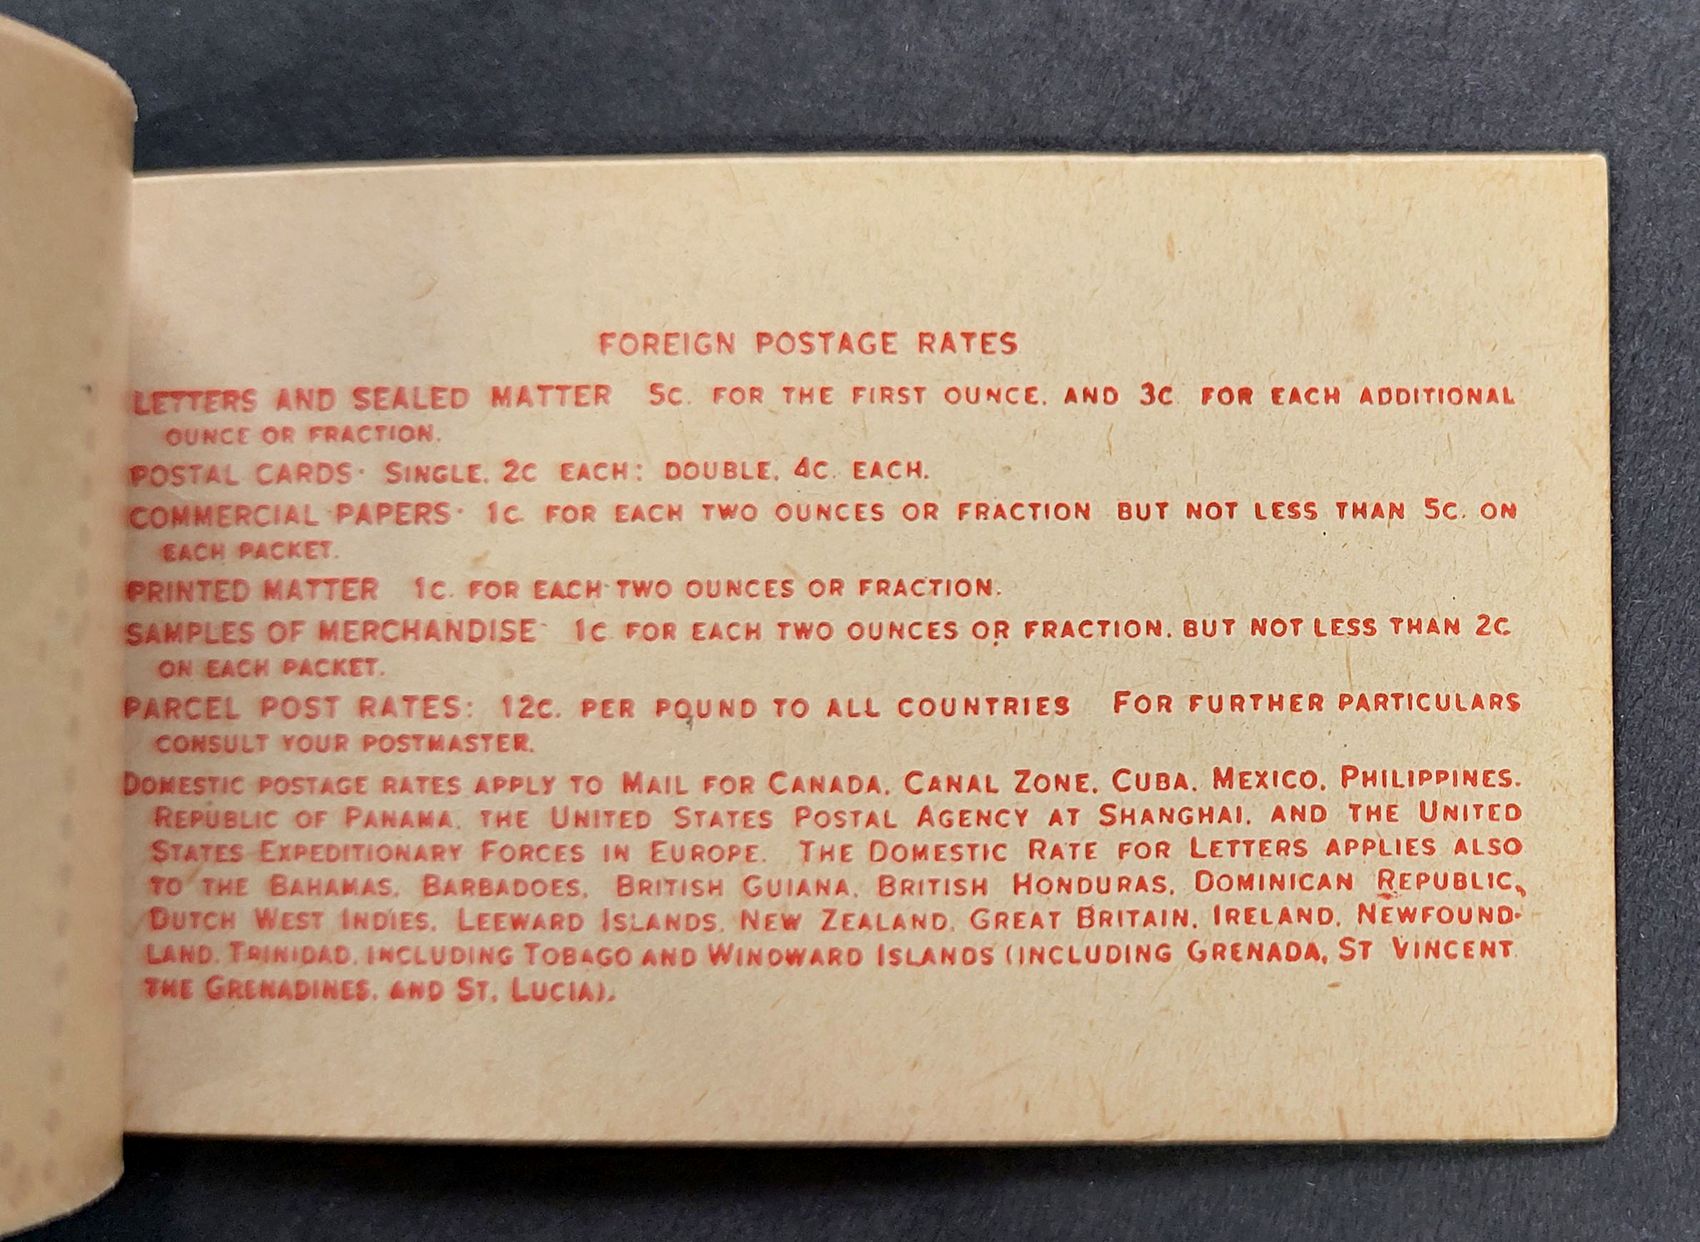 FOREIGN POSTAGE RATES
LETTERS AND SEALED MATTER 5c. FOR THE FIRST OUNCE, AND 3c FOR EACH ADDITIONAL
OUNCE OR FRACTION.
POSTAL CARDS· SINGLE, 2c EACH; DOUBLE, 4c. EACH.
COMMERCIAL PAPERS· 1c FOR EACH TWO OUNCES OR FRACTION BUT NOT LESS THAN 5c. ON
EACH PACKET.
PRINTED MATTER 1c. FOR EACH TWO OUNCES OR FRACTION.
SAMPLES OF MERCHANDISE· 1c FOR EACH TWO OUNCES OR FRACTION, BUT NOT LESS THAN 2c
ON EACH PACKET.
PARCEL POST RATES: 12c. PER POUND TO ALL COUNTRIES FOR FURTHER PARTICULARS
CONSULT YOUR POSTMASTER.
DOMESTIC POSTAGE RATES APPLY TO MAIL FOR CANADA, CANAL ZONE, CUBA, MEXICO, PHILIPPINES,
REPUBLIC OF PANAMA, THE UNITED STATES POSTAL AGENCY AT SHANGHAI, AND THE UNITED
STATES EXPEDITIONARY FORCES IN EUROPE. THE DOMESTIC RATE FOR LETTERS APPLIES ALSO
TO THE BAHAMAS, BARBADOES, BRITISH GUIANA, BRITISH HONDURAS, DOMINICAN REPUBLIC,
DUTCH WEST INDIES, LEEWARD ISLANDS, NEW ZEALAND, GREAT BRITAIN, IRELAND, NEWFOUND-
LAND, TRINIDAD, INCLUDING TOBAGO AND WINDWARD ISLANDS (INCLUDING GRENADA, ST VINCENT
THE GRENADINES, AND ST. LUCIA).